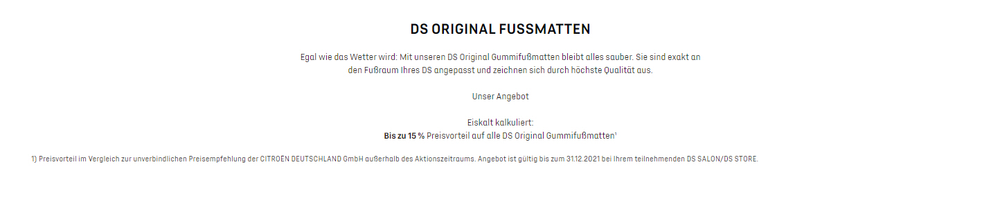 DS ORIGINAL FUSSMATTEN
Egal wie das Wetter wird: Mit unseren DS Original Gummifußmatten bleibt alles sauber. Sie sind exakt an
den Fußraum Ihres DS angepasst und zeichnen sich durch höchste Qualität aus.
Unser Angebot
Eiskalt kalkuliert:
Bis zu 15 % Preisvorteil auf alle DS Original Gummifußmatten¹
1) Preisvorteil im Vergleich zur unverbindlichen Preisempfehlung der CITROËN DEUTSCHLAND GmbH außerhalb des Aktionszeitraums. Angebot ist gültig bis zum 31.12.2021 bei Ihrem teilnehmenden DS SALON/DS STORE.